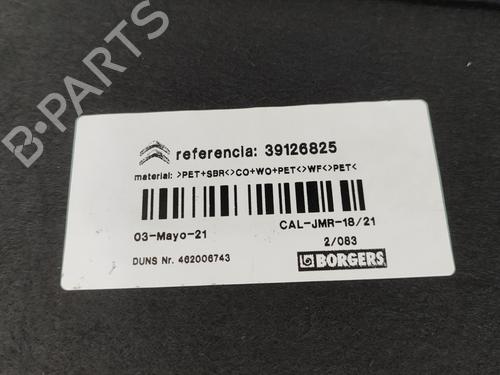 B-PARTS
referencia: 39126825
material: >PET+SBR<>CO+WO+PET<>WF<>PET<
03-Mayo-21
CAL-JMR-18/21
2/083
DUNS Nr. 462006743
BORGERS